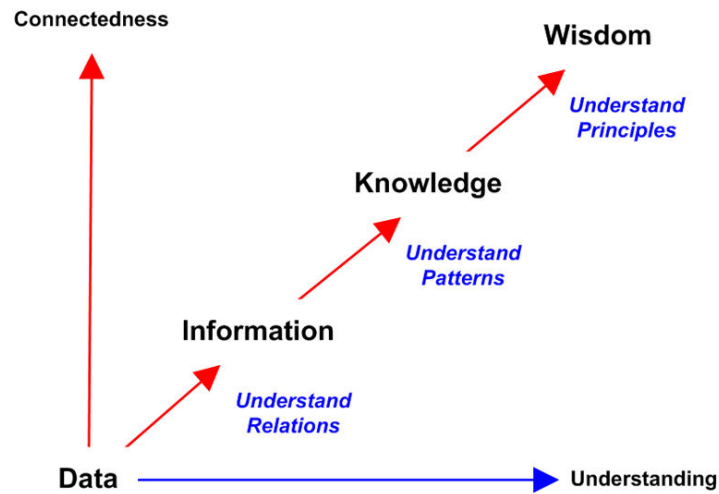 Connectedness
Wisdom
Understand
Principles
Knowledge
Understand
Patterns
Information
Understand
Relations
Data
Understanding